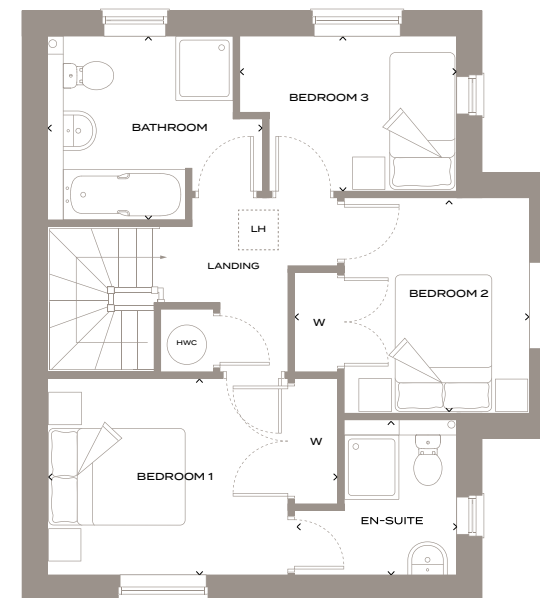 BEDROOM 3
BATHROOM
LH
LANDING
BEDROOM 2
W
HWC
W
BEDROOM 1
EN-SUITE